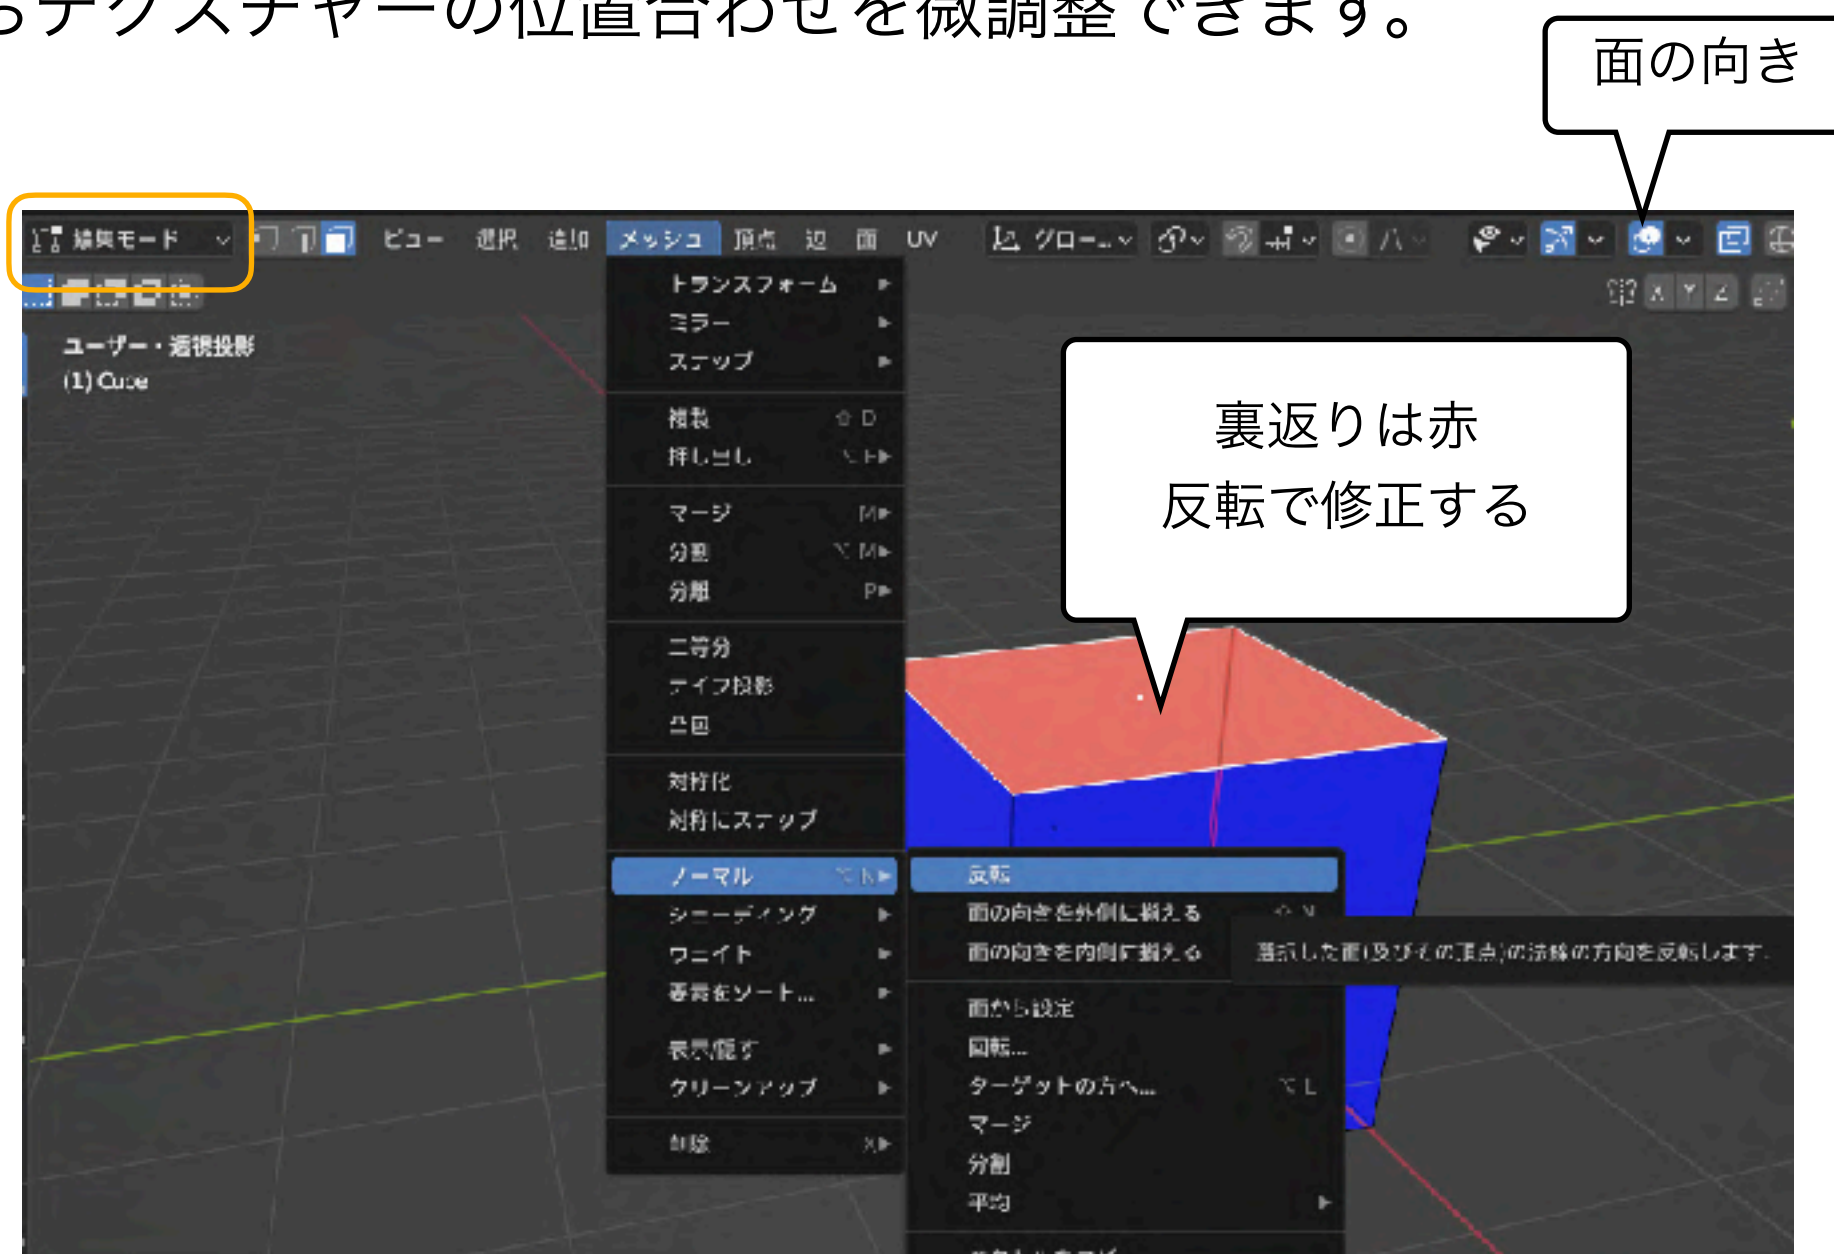 らテクスチャーの位置合わせを微調整できます。
面の向き
編集モード ビュー 選択 追加 メッシュ 頂点 辺 面 UV グロー...
X Y Z
ユーザー・透視投影
(1) Cube
トランスフォーム
ミラー
スナップ
複製 ⇧ D
押し出し ⌥ E
マージ M
分割 ⌥ M
分離 P
二等分
ナイフ投影
凸包
対称化
対称にスナップ
ノーマル ⌥ N
シェーディング
ウェイト
要素をソート...
表示/隠す
クリーンアップ
削除 X
裏返りは赤
反転で修正する
反転
面の向きを外側に揃える ⇧ N
面の向きを内側に揃える
選択した面(及びその頂点)の法線の方向を反転します.
面から設定
回転...
ターゲットの方へ... ⌥ L
マージ
分割
平均